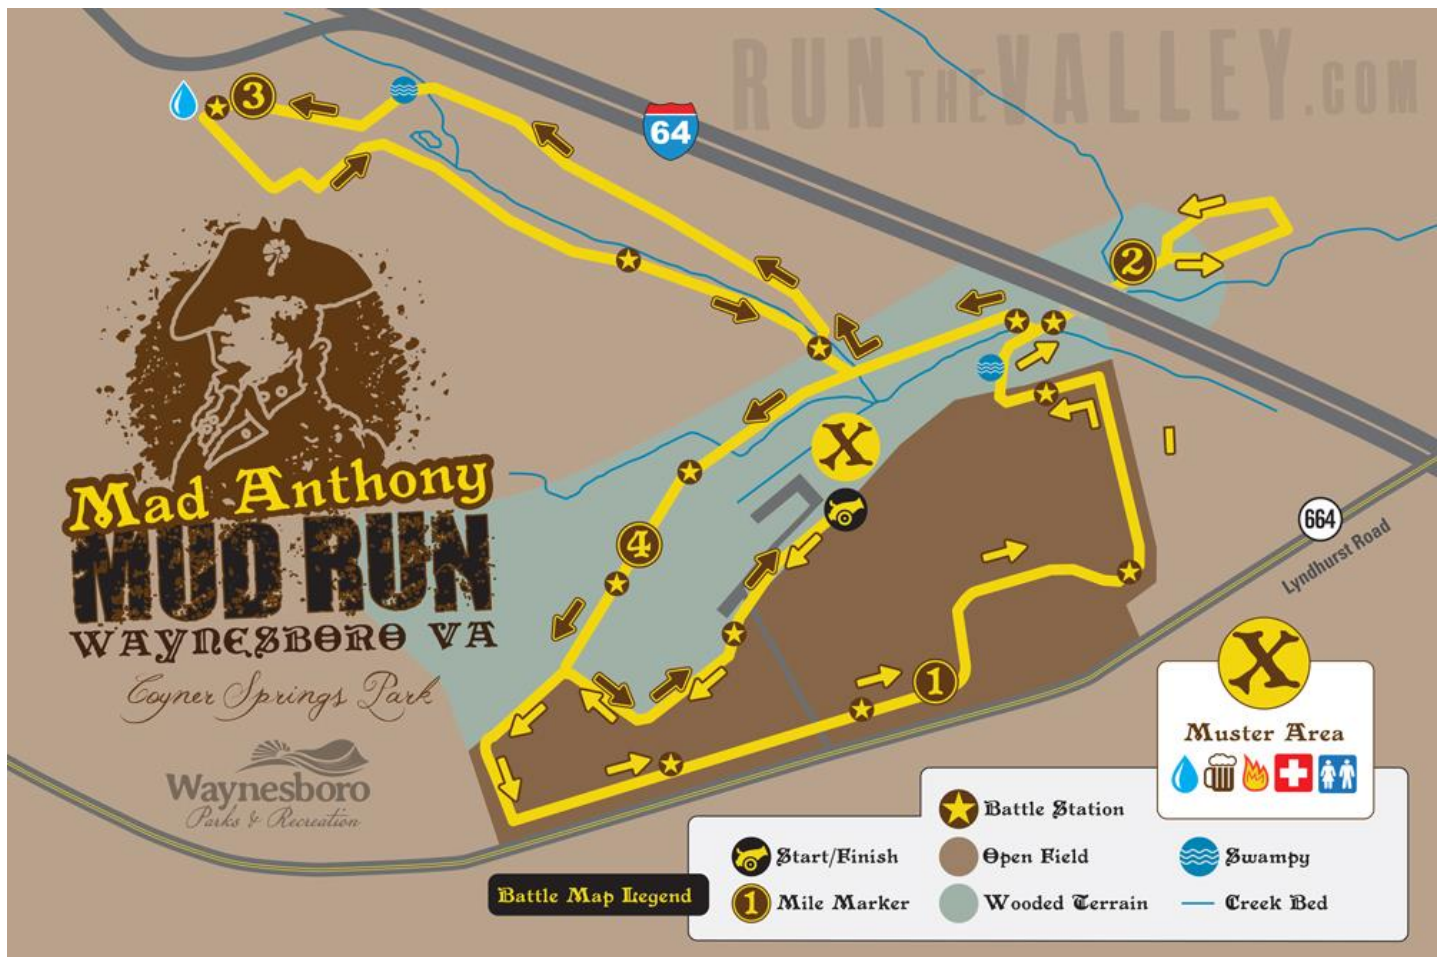 RUN THE VALLEY.COM
3
64
2
X
4
664
Lyndhurst Road
1
Mad Anthony
MUD RUN
WAYNESBORO VA
Coyner Springs Park
Waynesboro
Parks & Recreation
X
Muster Area
Battle Map Legend
Start/Finish
1 Mile Marker
Battle Station
Open Field
Wooded Terrain
Swampy
Creek Bed